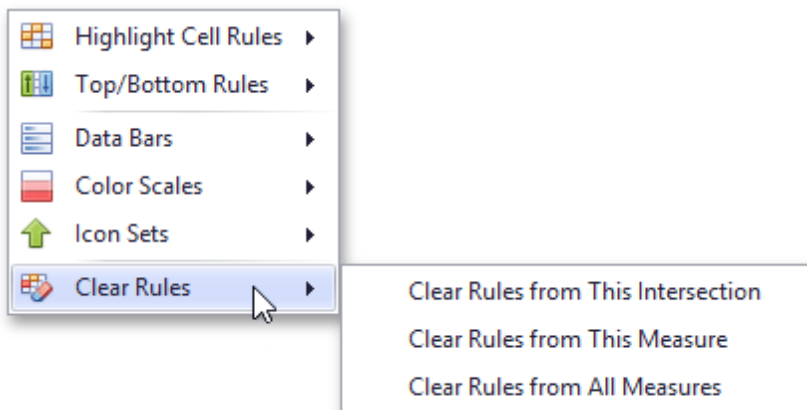 Highlight Cell Rules
Top/Bottom Rules
Data Bars
Color Scales
Icon Sets
Clear Rules
Clear Rules from This Intersection
Clear Rules from This Measure
Clear Rules from All Measures